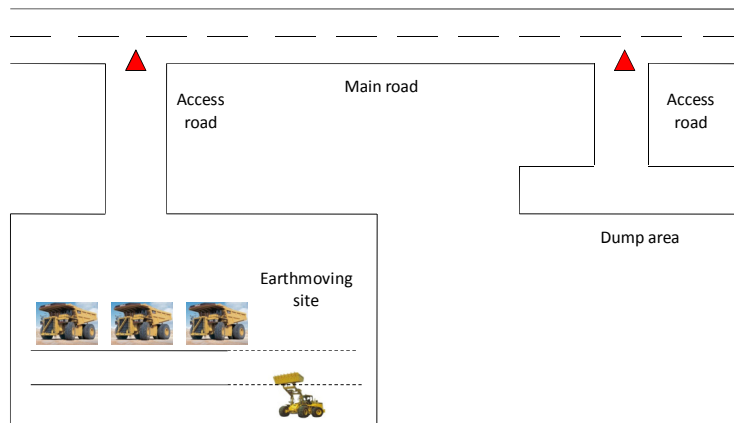 Main road
Access
road
Access
road
Dump area
Earthmoving
site